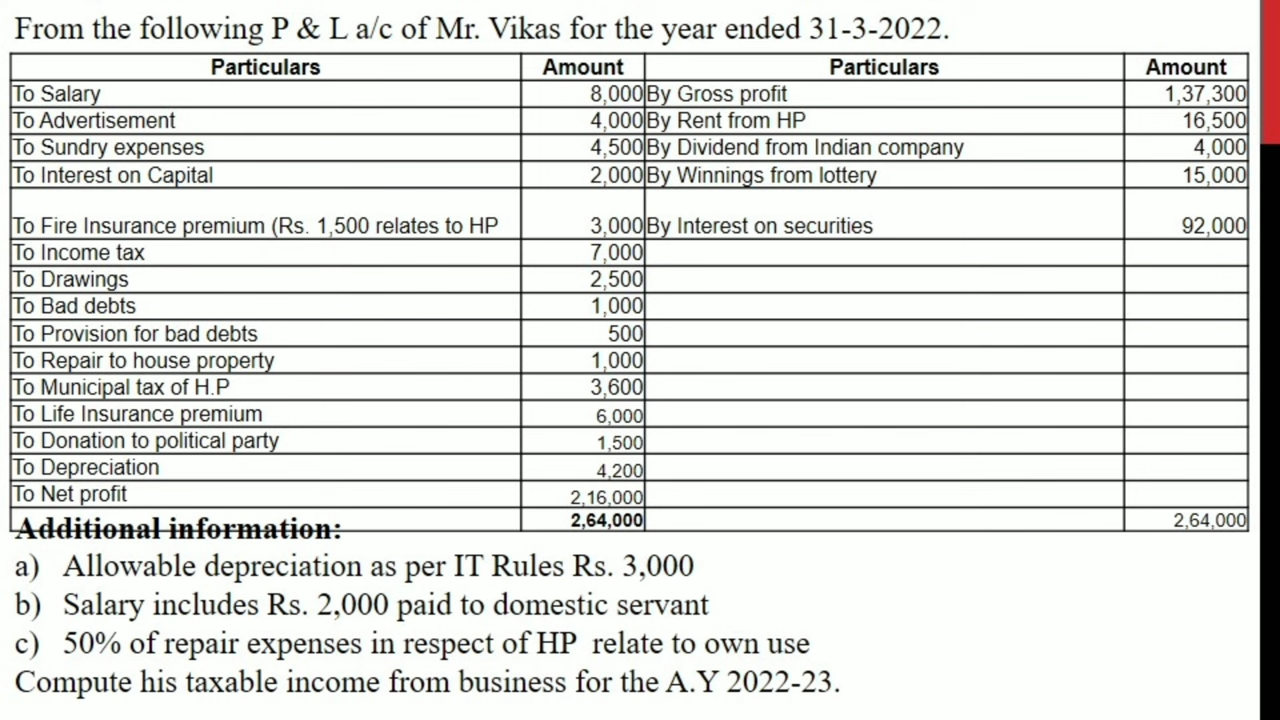 From the following P & L a/c of Mr. Vikas for the year ended 31-3-2022.
Particulars Amount Particulars Amount
To Salary 8,000 By Gross profit 1,37,300
To Advertisement 4,000 By Rent from HP 16,500
To Sundry expenses 4,500 By Dividend from Indian company 4,000
To Interest on Capital 2,000 By Winnings from lottery 15,000
To Fire Insurance premium (Rs. 1,500 relates to HP 3,000 By Interest on securities 92,000
To Income tax 7,000
To Drawings 2,500
To Bad debts 1,000
To Provision for bad debts 500
To Repair to house property 1,000
To Municipal tax of H.P 3,600
To Life Insurance premium 6,000
To Donation to political party 1,500
To Depreciation 4,200
To Net profit 2,16,000
2,64,000 2,64,000
Additional information:
a) Allowable depreciation as per IT Rules Rs. 3,000
b) Salary includes Rs. 2,000 paid to domestic servant
c) 50% of repair expenses in respect of HP relate to own use
Compute his taxable income from business for the A.Y 2022-23.